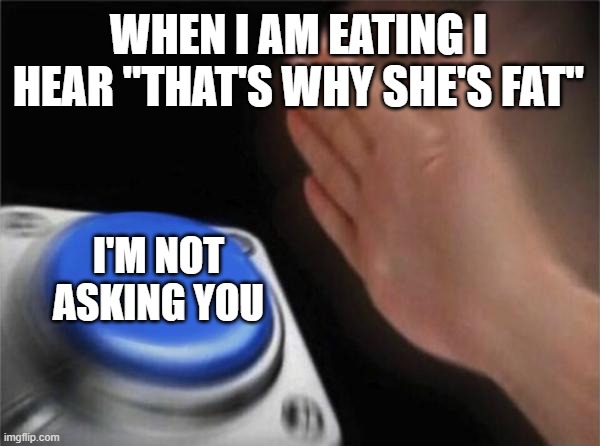 WHEN I AM EATING I
HEAR "THAT'S WHY SHE'S FAT"
I'M NOT
ASKING YOU
imgflip.com